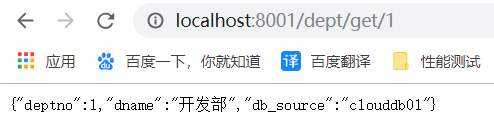 localhost:8001/dept/get/1
应用 百度一下，你就知道 译 百度翻译 性能测试
{"deptno":1,"dname":"开发部","db_source":"clouddb01"}